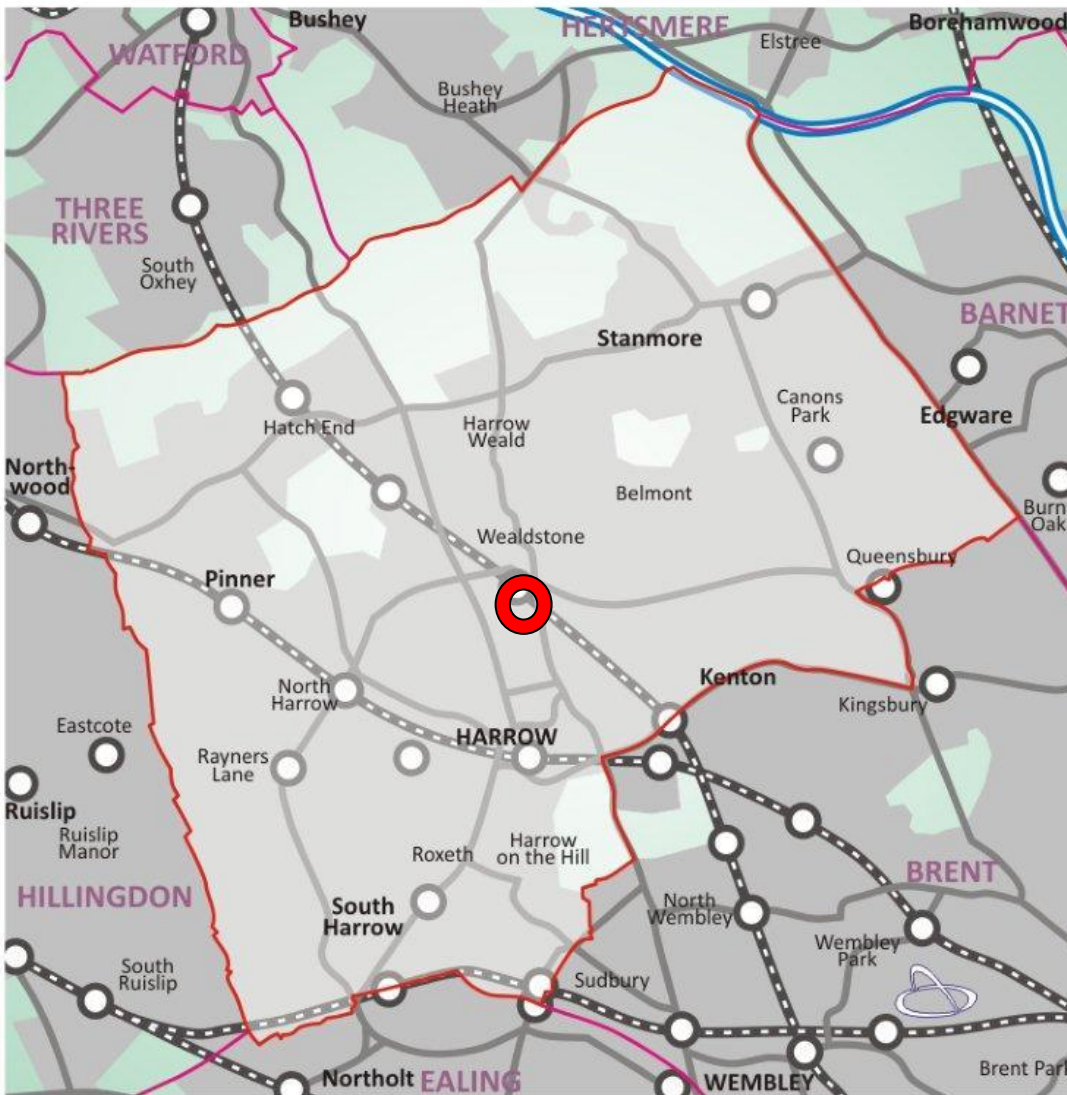 Bushey
HERTSMERE
Borehamwood
Elstree
WATFORD
Bushey
Heath
THREE
RIVERS
South
Oxhey
BARNET
Stanmore
Canons
Park
Edgware
Hatch End
Harrow
Weald
North-
wood
Belmont
Burnt
Oak
Wealdstone
Queensbury
Pinner
North
Harrow
Kenton
Kingsbury
Eastcote
HARROW
Rayners
Lane
Ruislip
Ruislip
Manor
Roxeth
Harrow
on the Hill
BRENT
HILLINGDON
South
Harrow
North
Wembley
Wembley
Park
South
Ruislip
Sudbury
Northolt
EALING
WEMBLEY
Brent Park